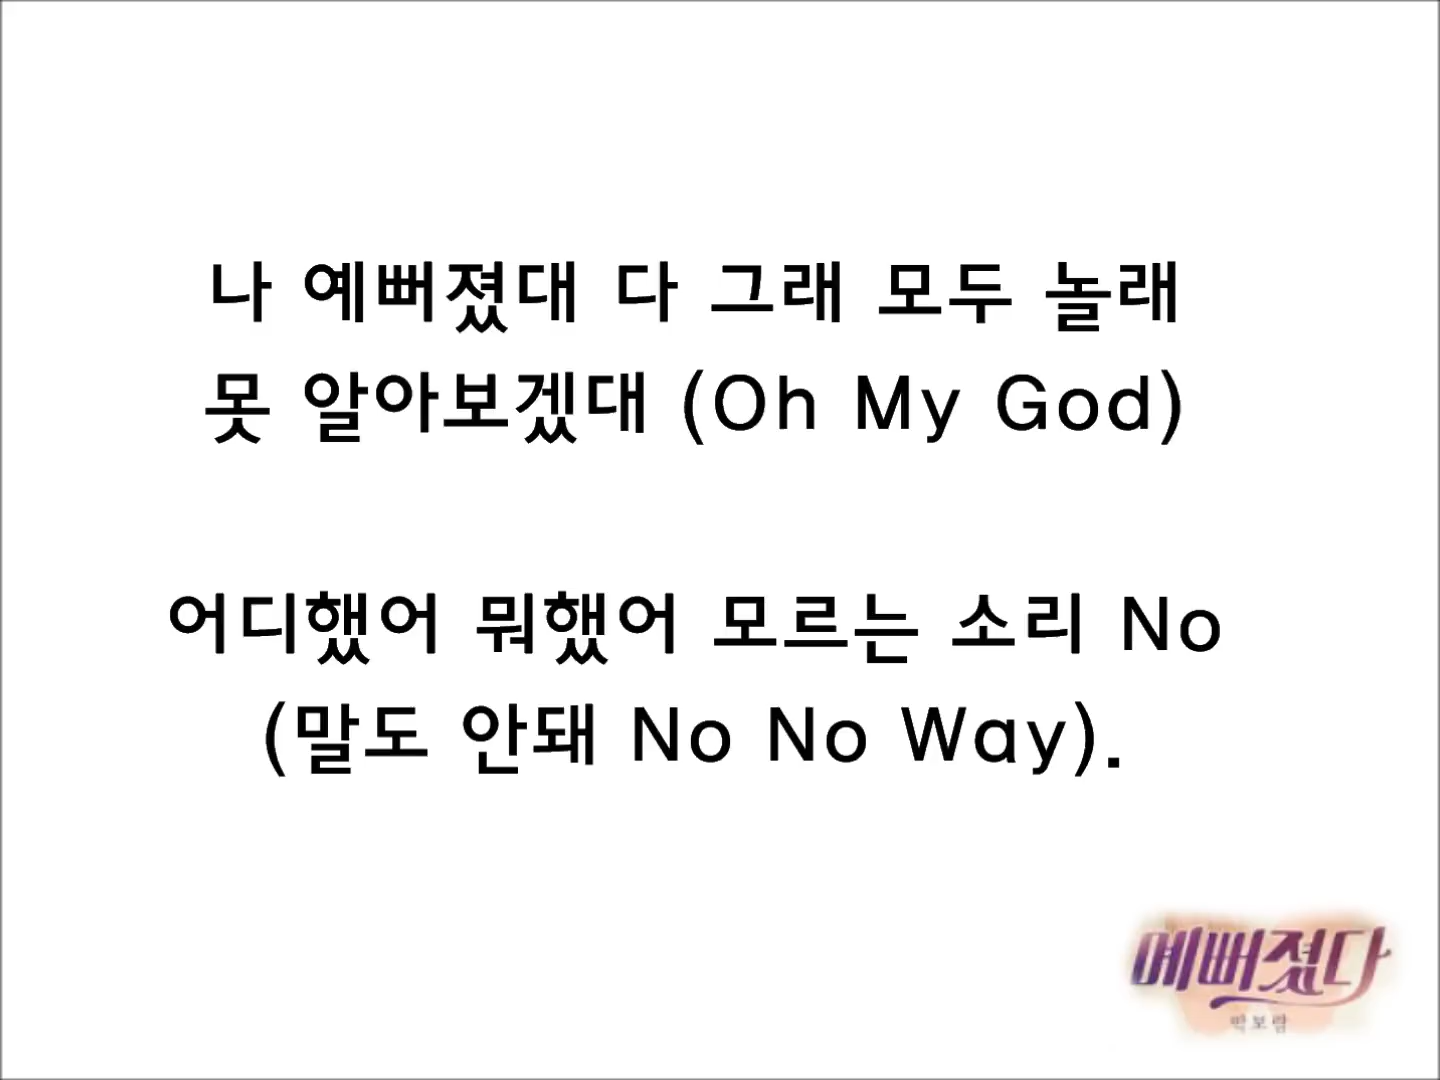 나 예뻐졌대 다 그래 모두 놀래
못 알아보겠대 (Oh My God)
어디했어 뭐했어 모르는 소리 No
(말도 안돼 No No Way).
예뻐졌다
박보람